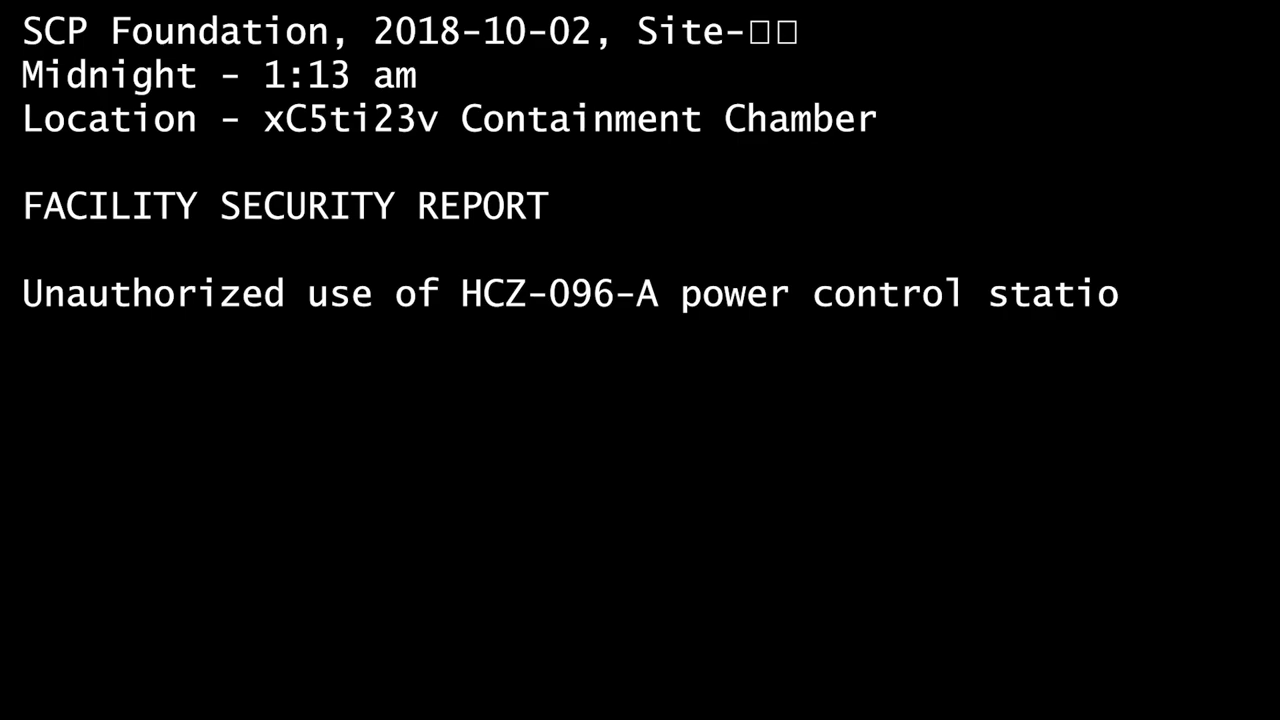 SCP Foundation, 2018-10-02, Site-□□
Midnight - 1:13 am
Location - xC5ti23v Containment Chamber
FACILITY SECURITY REPORT
Unauthorized use of HCZ-096-A power control statio